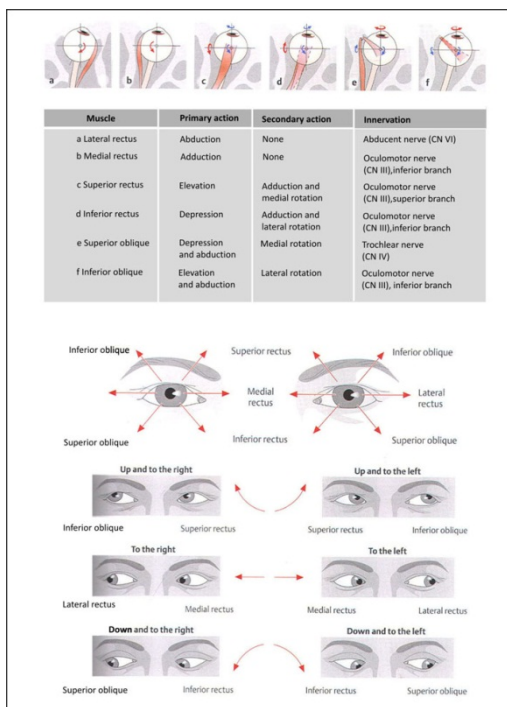 a b c d e f
Muscle Primary action Secondary action Innervation
a Lateral rectus Abduction None Abducent nerve (CN VI)
b Medial rectus Adduction None Oculomotor nerve
(CN III),inferior branch
c Superior rectus Elevation Adduction and Oculomotor nerve
medial rotation (CN III),superior branch
d Inferior rectus Depression Adduction and Oculomotor nerve
lateral rotation (CN III),inferior branch
e Superior oblique Depression Medial rotation Trochlear nerve
and abduction (CN IV)
f Inferior oblique Elevation Lateral rotation Oculomotor nerve
and abduction (CN III), inferior branch
Inferior oblique Superior rectus Inferior oblique
Medial Lateral
rectus rectus
Superior oblique Inferior rectus Superior oblique
Up and to the right Up and to the left
Inferior oblique Superior rectus Superior rectus Inferior oblique
To the right To the left
Lateral rectus Medial rectus Medial rectus Lateral rectus
Down and to the right Down and to the left
Superior oblique Inferior rectus Inferior rectus Superior oblique